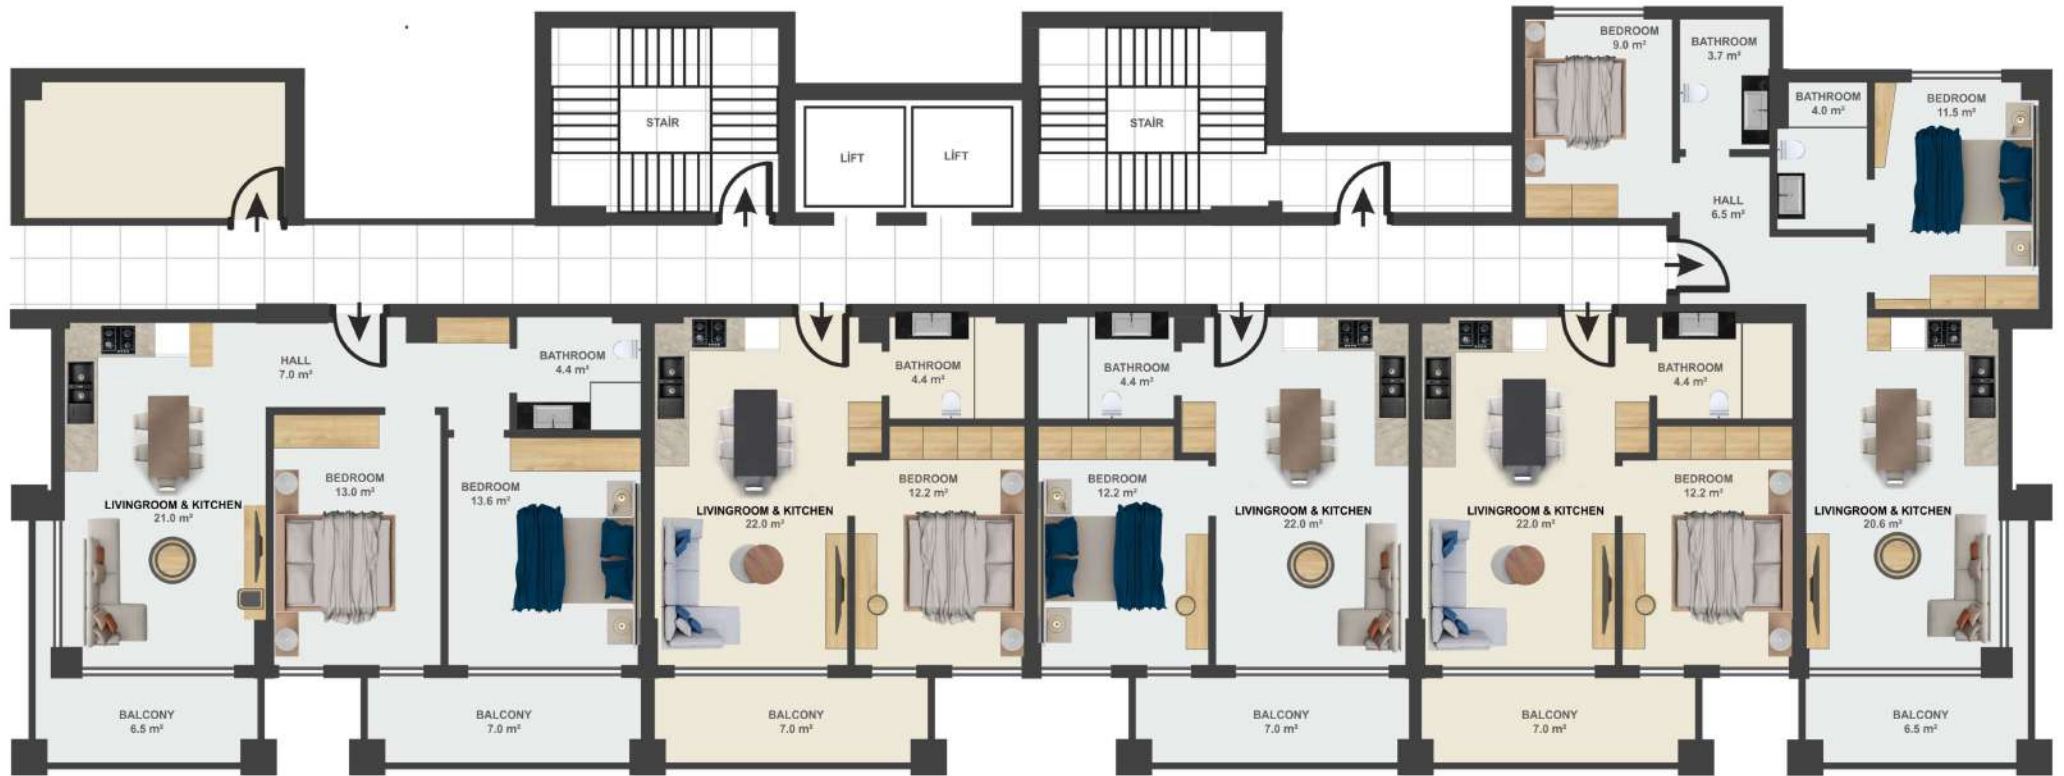 BEDROOM
9.0 m²
BATHROOM
3.7 m²
BATHROOM
4.0 m²
BEDROOM
11.5 m²
STAİR
LİFT
LİFT
STAİR
HALL
6.5 m²
HALL
7.0 m²
BATHROOM
4.4 m²
BATHROOM
4.4 m²
BATHROOM
4.4 m²
BATHROOM
4.4 m²
BEDROOM
13.0 m²
BEDROOM
13.6 m²
BEDROOM
12.2 m²
BEDROOM
12.2 m²
BEDROOM
12.2 m²
LIVINGROOM & KITCHEN
21.0 m²
LIVINGROOM & KITCHEN
22.0 m²
LIVINGROOM & KITCHEN
22.0 m²
LIVINGROOM & KITCHEN
22.0 m²
LIVINGROOM & KITCHEN
20.6 m²
BALCONY
6.5 m²
BALCONY
7.0 m²
BALCONY
7.0 m²
BALCONY
7.0 m²
BALCONY
7.0 m²
BALCONY
6.5 m²